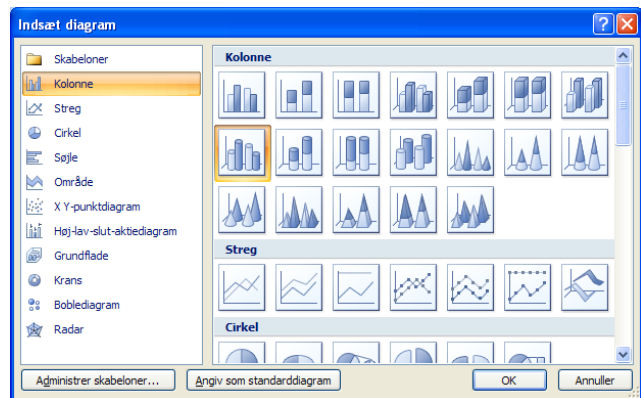 Indsæt diagram
Skabeloner
Kolonne
Streg
Cirkel
Søjle
Område
X Y-punktdiagram
Høj-lav-slut-aktiediagram
Grundflade
Krans
Boblediagram
Radar
Kolonne
Streg
Cirkel
Administrer skabeloner...
Angiv som standarddiagram
OK
Annuller